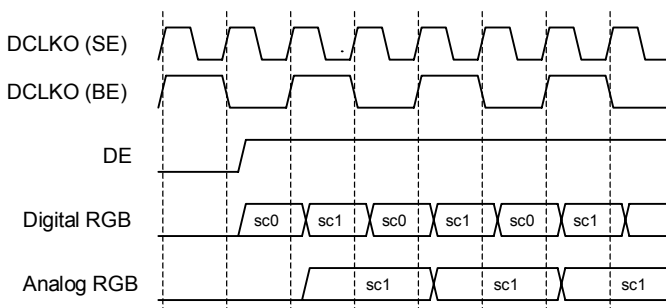 DCLKO (SE)
DCLKO (BE)
DE
Digital RGB sc0 sc1 sc0 sc1 sc0 sc1
Analog RGB sc1 sc1 sc1